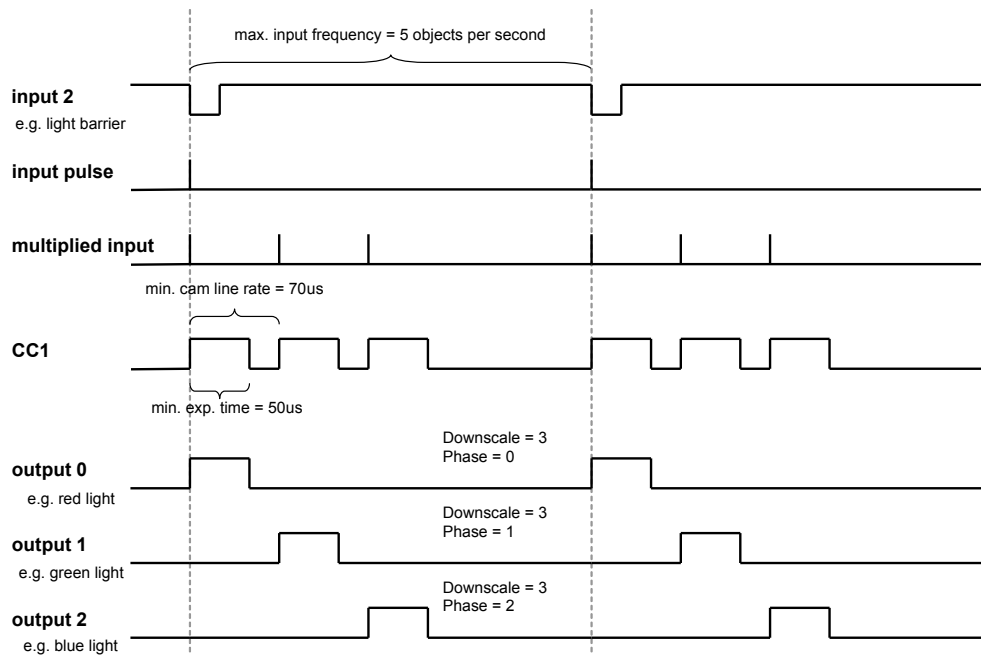 max. input frequency = 5 objects per second
input 2
e.g. light barrier
input pulse
multiplied input
min. cam line rate = 70us
CC1
min. exp. time = 50us
Downscale = 3
Phase = 0
output 0
e.g. red light
Downscale = 3
Phase = 1
output 1
e.g. green light
Downscale = 3
Phase = 2
output 2
e.g. blue light